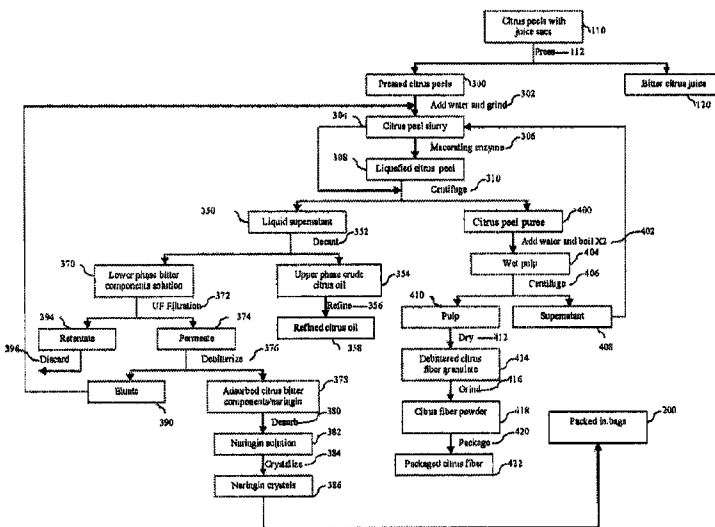 Citrus peels with
juice sacs
110
Press
112
Pressed citrus peels
300
Bitter citrus juice
120
Add water and grind
302
304
Citrus peel slurry
Macerating enzyme
306
308
Liquefied citrus peel
310
Centrifuge
350
Liquid supernatant
352
Decant
Citrus peel puree
400
Add water and boil X2
402
Wet pulp
404
Centrifuge
406
370
Lower phase bitter
components solution
372
UF Filtration
Upper phase crude
citrus oil
354
Refine
356
Refined citrus oil
358
410
Pulp
Supernatant
408
Dry
412
394
Retentate
Permeate
374
396
Discard
Debitterize
376
Debittered citrus
fiber granulate
414
Grind
416
Eluate
390
378
Adsorbed citrus bitter
components/naringin
380
Desorb
Citrus fiber powder
418
Package
420
Packed in bags
200
Naringin solution
382
Crystalize
384
Packaged citrus fiber
422
Naringin crystals
386